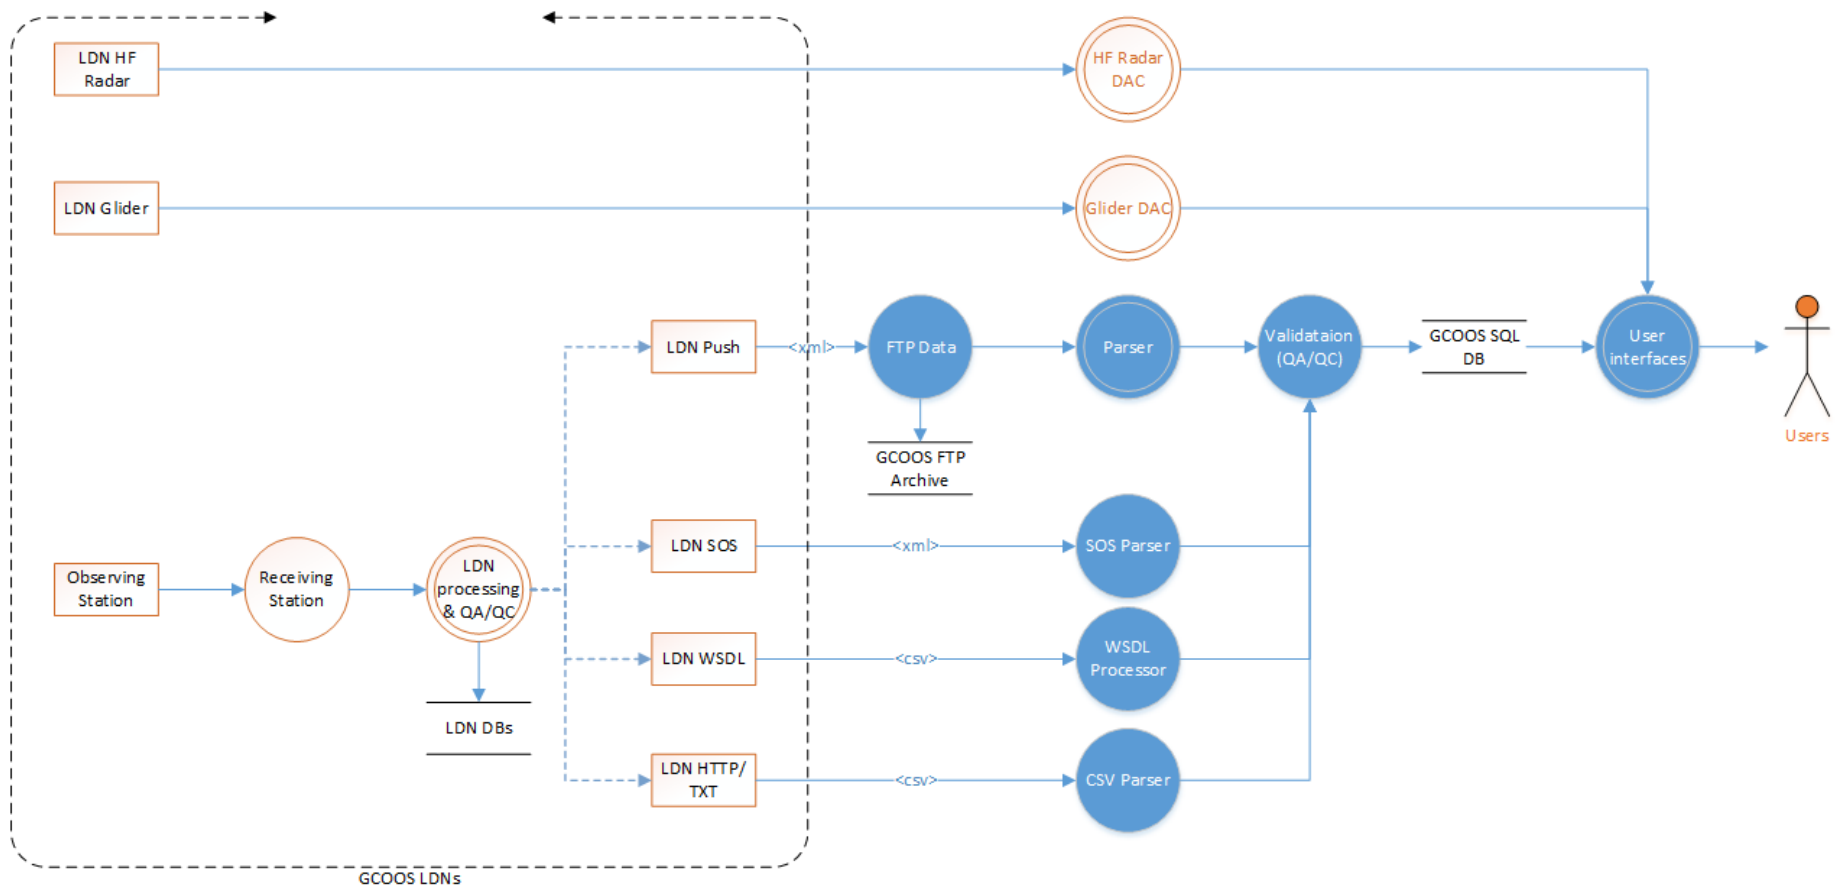 LDN HF
Radar
HF Radar
DAC
LDN Glider
Glider DAC
LDN Push
<xml>
FTP Data
Parser
Validataion
(QA/QC)
GCOOS SQL
DB
User
interfaces
Users
GCOOS FTP
Archive
LDN SOS
<xml>
SOS Parser
Observing
Station
Receiving
Station
LDN
processing
& QA/QC
LDN WSDL
<csv>
WSDL
Processor
LDN DBs
LDN HTTP/
TXT
<csv>
CSV Parser
GCOOS LDNs